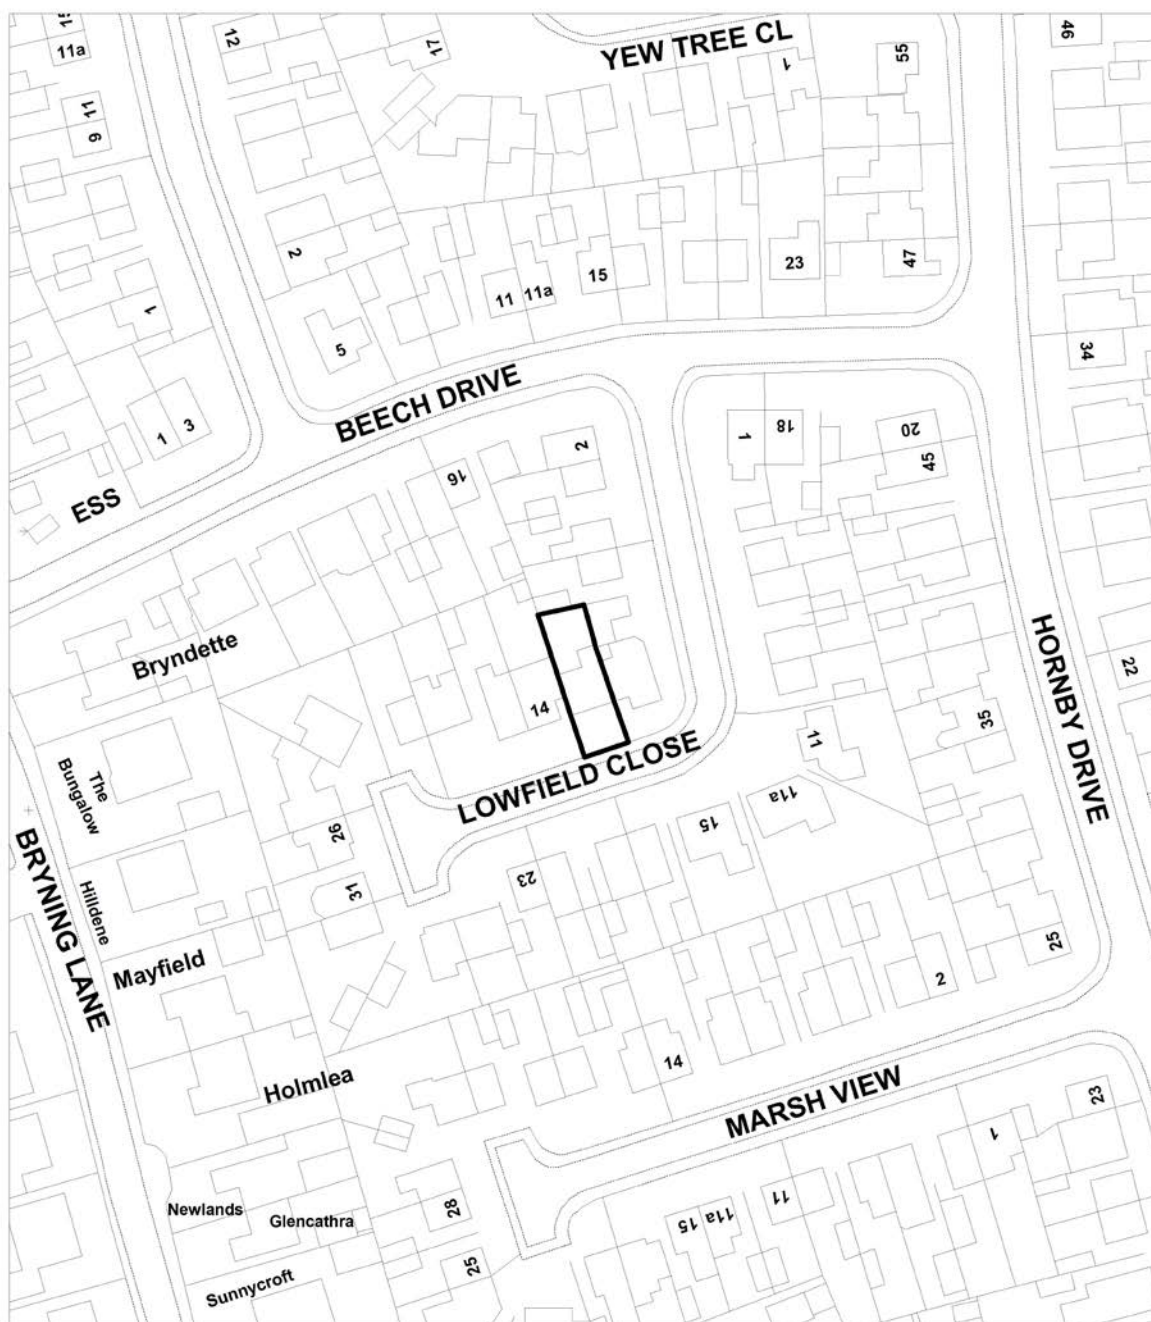 15
11a
12
17
YEW TREE CL
1
55
46
11
9
2
1
5
11
11a
15
23
47
34
BEECH DRIVE
1
3
ESS
16
2
1
18
20
45
Bryndette
14
HORNBY DRIVE
22
35
11
11a
LOWFIELD CLOSE
15
The
Bungalow
26
23
31
BRYNING LANE
Hilldene
Mayfield
25
2
14
Holmlea
MARSH VIEW
23
1
Newlands
Glencathra
28
11
11a
15
25
Sunnycroft